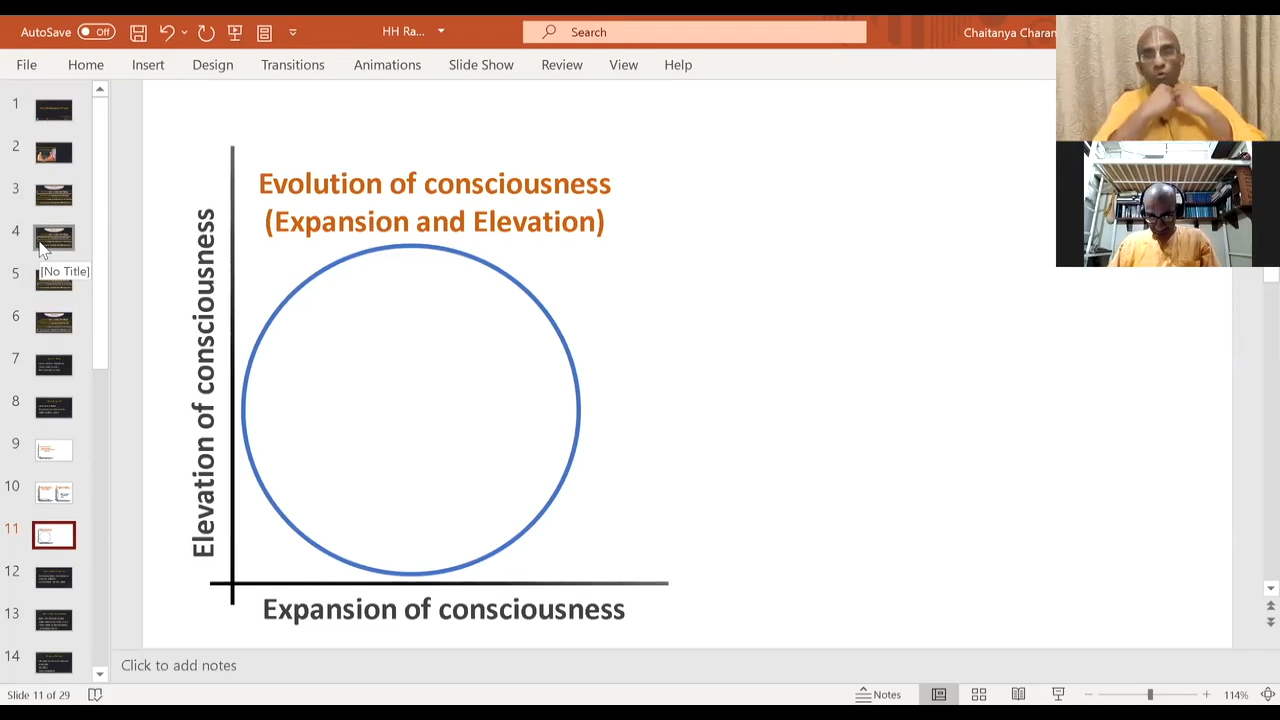 AutoSave Off HH Ra... Search Chaitanya Charan
File Home Insert Design Transitions Animations Slide Show Review View Help
1
2
3
4
[No Title]
5
6
7
8
9
10
11
12
13
14
Evolution of consciousness
(Expansion and Elevation)
Elevation of consciousness
Expansion of consciousness
Click to add notes
Slide 11 of 29 Notes 114%